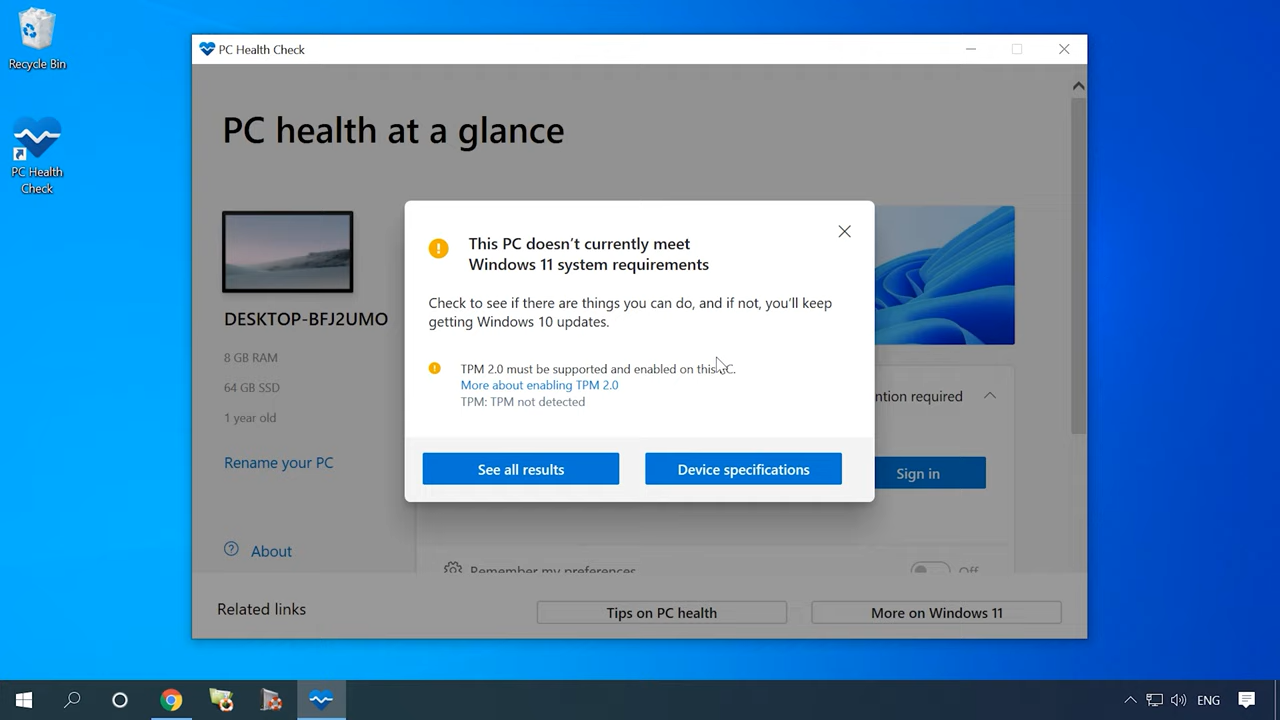 Recycle Bin
PC Health
Check
PC Health Check
PC health at a glance
DESKTOP-BFJ2UMO
8 GB RAM
64 GB SSD
1 year old
Rename your PC
About
This PC doesn't currently meet
Windows 11 system requirements
Check to see if there are things you can do, and if not, you'll keep
getting Windows 10 updates.
TPM 2.0 must be supported and enabled on this PC.
More about enabling TPM 2.0
TPM: TPM not detected
See all results
Device specifications
ntion required
Sign in
Remember my preferences
Off
Related links
Tips on PC health
More on Windows 11
ENG